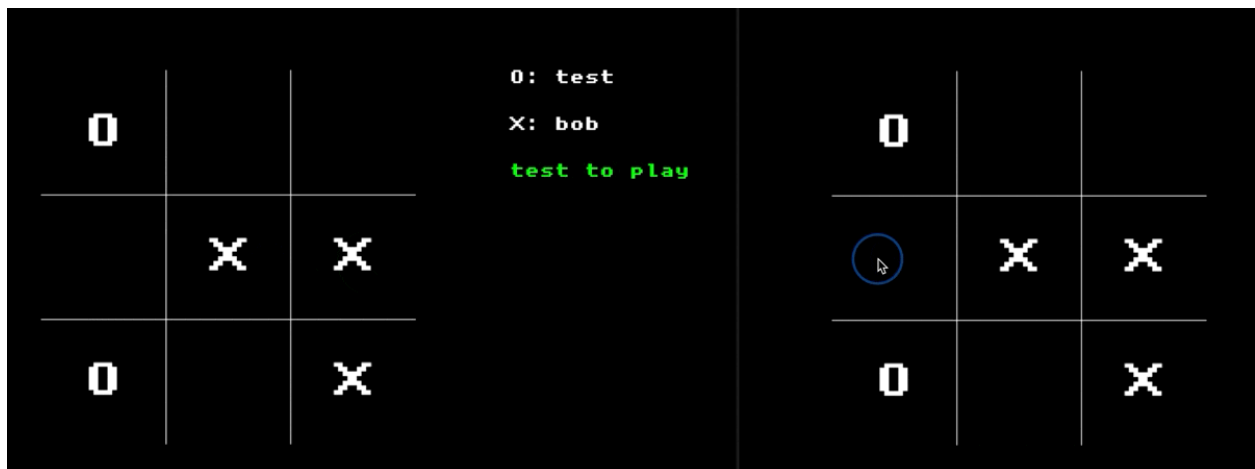 O: test
X: bob
test to play
O
X X
O X
O
X X
O X